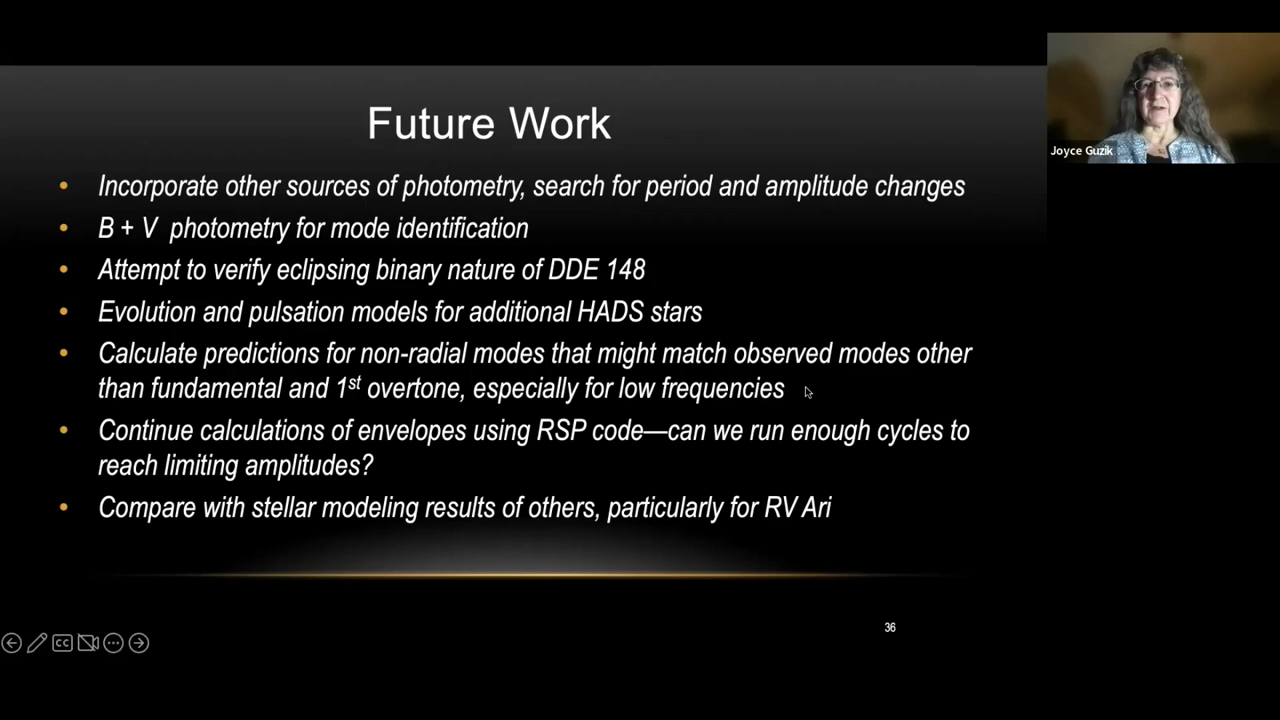 Future Work
Joyce Guzik
• Incorporate other sources of photometry, search for period and amplitude changes
• B + V photometry for mode identification
• Attempt to verify eclipsing binary nature of DDE 148
• Evolution and pulsation models for additional HADS stars
• Calculate predictions for non-radial modes that might match observed modes other
than fundamental and 1st overtone, especially for low frequencies
• Continue calculations of envelopes using RSP code—can we run enough cycles to
reach limiting amplitudes?
• Compare with stellar modeling results of others, particularly for RV Ari
36
CC